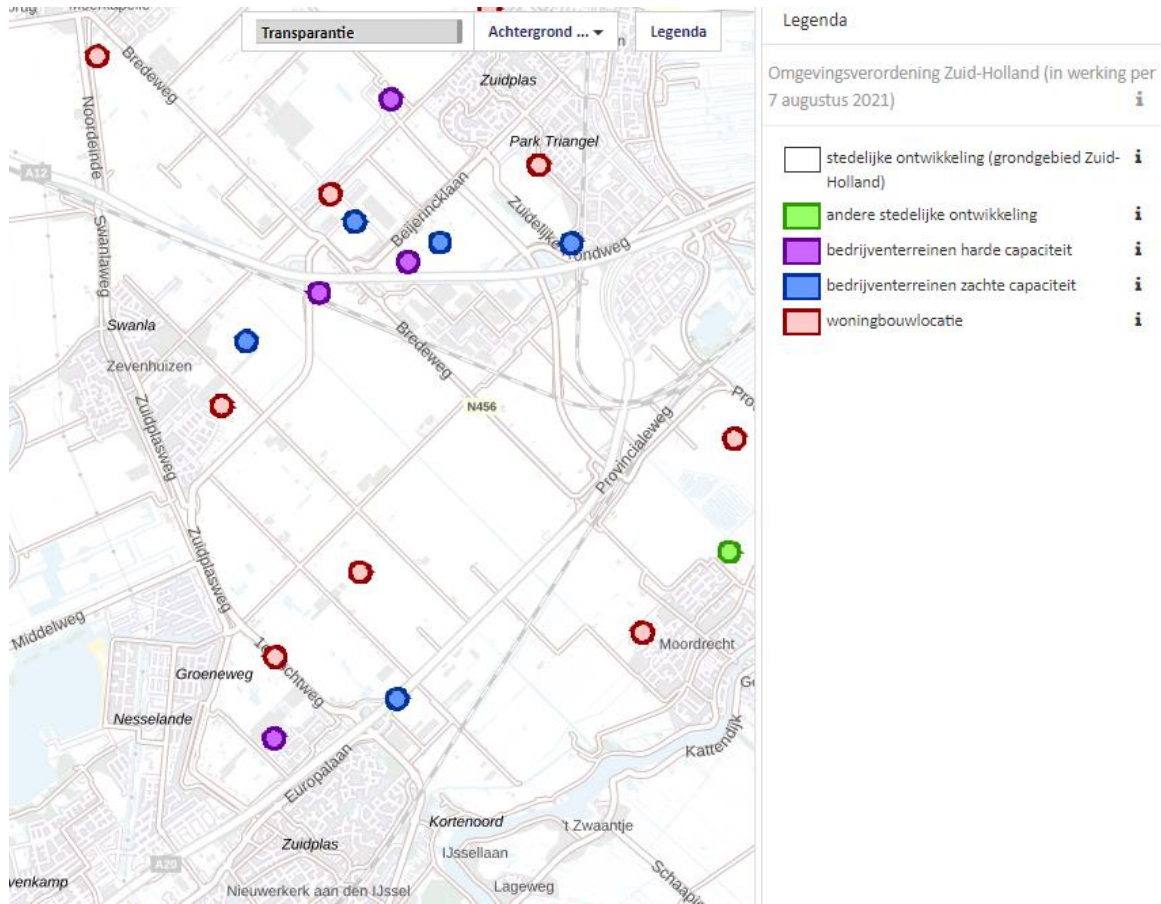 Transparantie
Achtergrond ...
Legenda
Bredeweg
Zuidplas
Park Triangel
Noordeinde
A12
Beijerincklaan
Zuidelijke Rondweg
Swanlaweg
Swanla
Zevenhuizen
Bredeweg
N456
Zuidplasweg
Provincialeweg
Zuidplasweg
Middelweg
Moordrecht
Groeneweg
Nesselande
Kattendijk
Europalaan
Kortenoord
't Zwaantje
Zuidplas
IJssellaan
A20
Nieuwerkerk aan den IJssel
Lageweg
Legenda
Omgevingsverordening Zuid-Holland (in werking per
7 augustus 2021)
stedelijke ontwikkeling (grondgebied Zuid-
Holland)
andere stedelijke ontwikkeling
bedrijventerreinen harde capaciteit
bedrijventerreinen zachte capaciteit
woningbouwlocatie